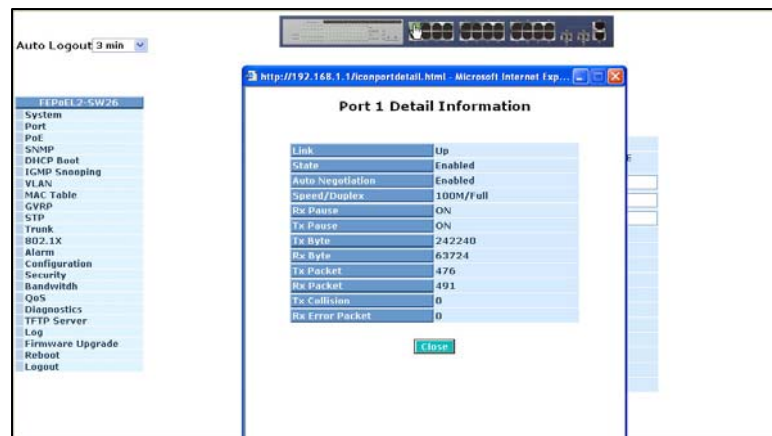 Auto Logout 3 min
http://192.168.1.1/iconportdetail.html - Microsoft Internet Exp...
Port 1 Detail Information
Link Up
State Enabled
Auto Negotiation Enabled
Speed/Duplex 100M/Full
Rx Pause ON
Tx Pause ON
Tx Byte 242240
Rx Byte 63724
Tx Packet 476
Rx Packet 491
Tx Collision 0
Rx Error Packet 0
Close
FEPoEL2-SW26
System
Port
PoE
SNMP
DHCP Boot
IGMP Snooping
VLAN
MAC Table
GVRP
STP
Trunk
802.1X
Alarm
Configuration
Security
Bandwitdh
QoS
Diagnostics
TFTP Server
Log
Firmware Upgrade
Reboot
Logout